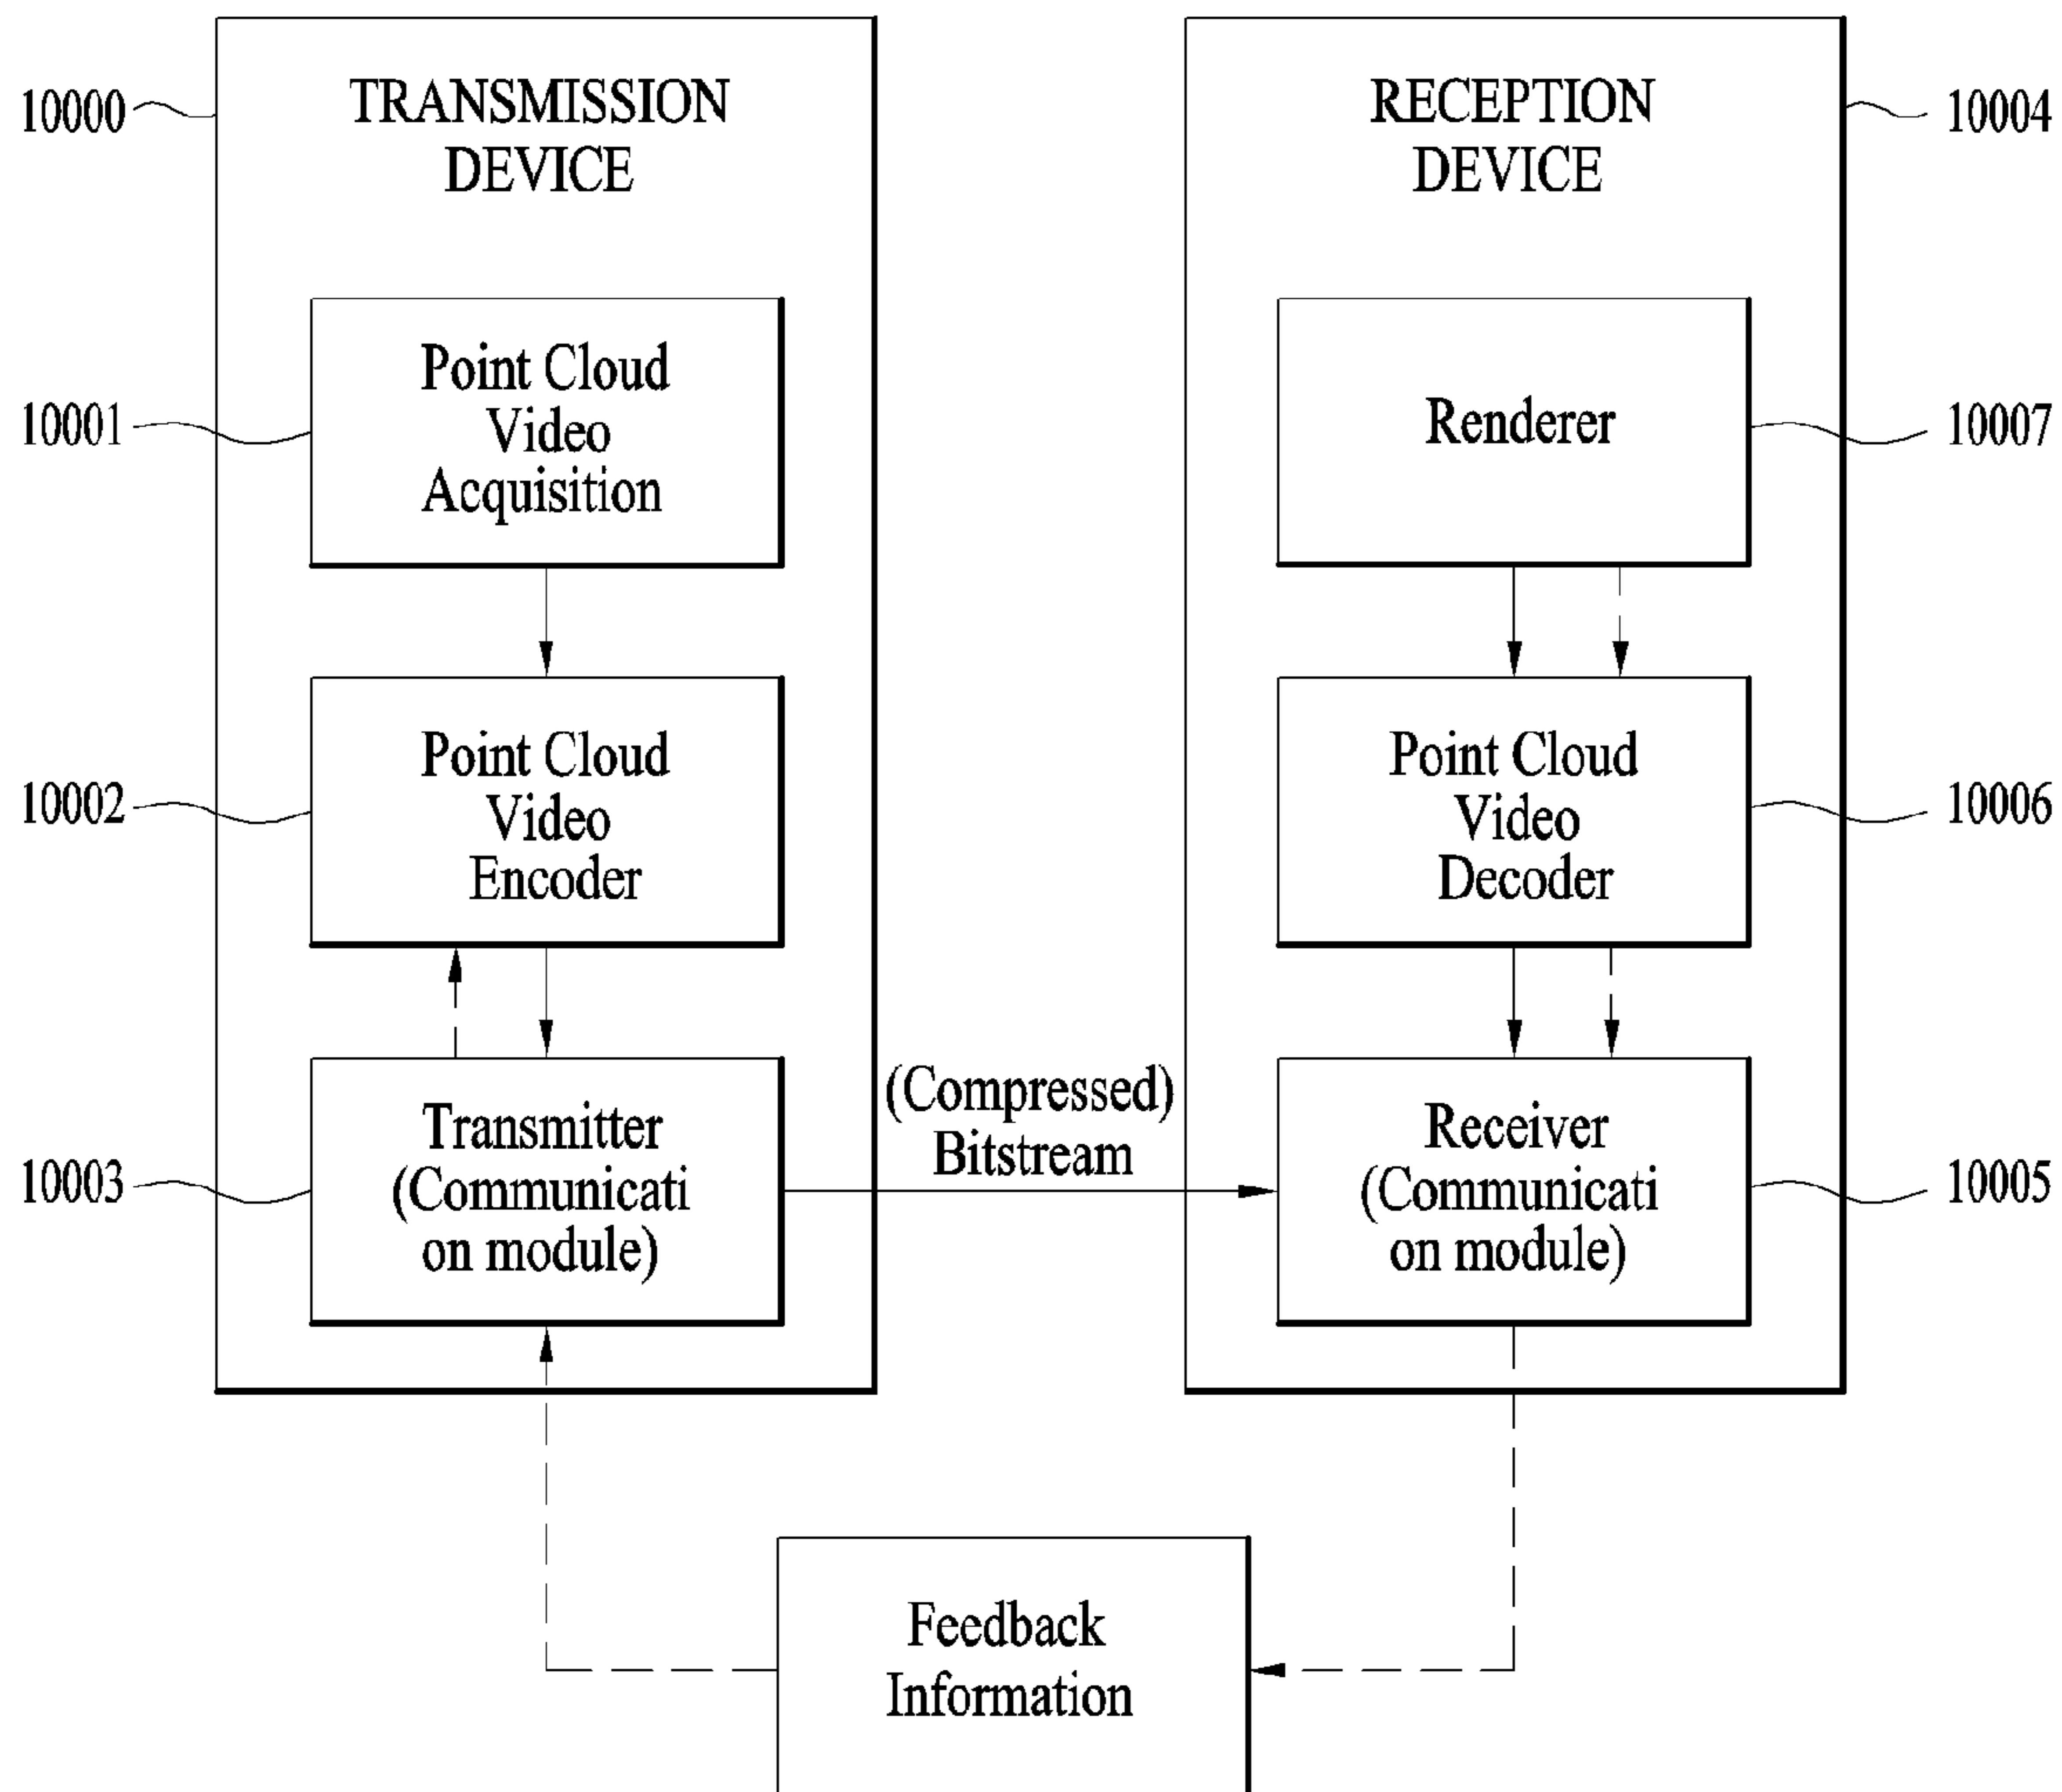 TRANSMISSION
DEVICE
10000
Point Cloud
Video
Acquisition
10001
Point Cloud
Video
Encoder
10002
Transmitter
(Communicati
on module)
10003
(Compressed)
Bitstream
RECEPTION
DEVICE
10004
Renderer
10007
Point Cloud
Video
Decoder
10006
Receiver
(Communicati
on module)
10005
Feedback
Information